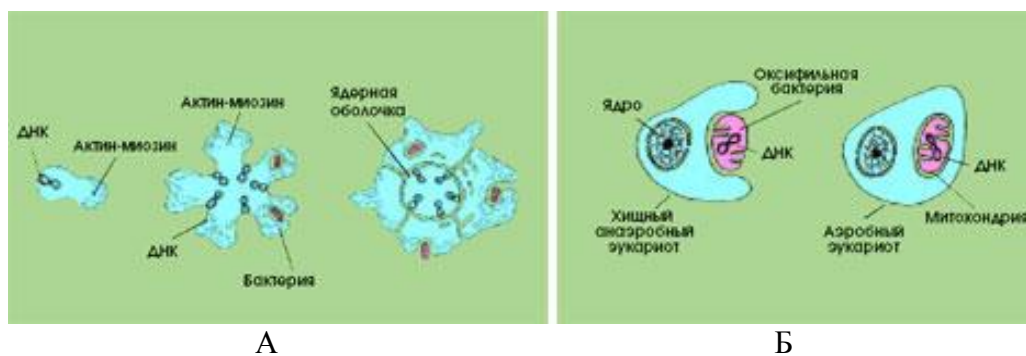 ДНК
Актин-миозин
Актин-миозин
ДНК
Бактерия
Ядерная
оболочка
А
Ядро
Оксифильная
бактерия
ДНК
Хищный
анаэробный
эукариот
ДНК
Митохондрия
Аэробный
эукариот
Б